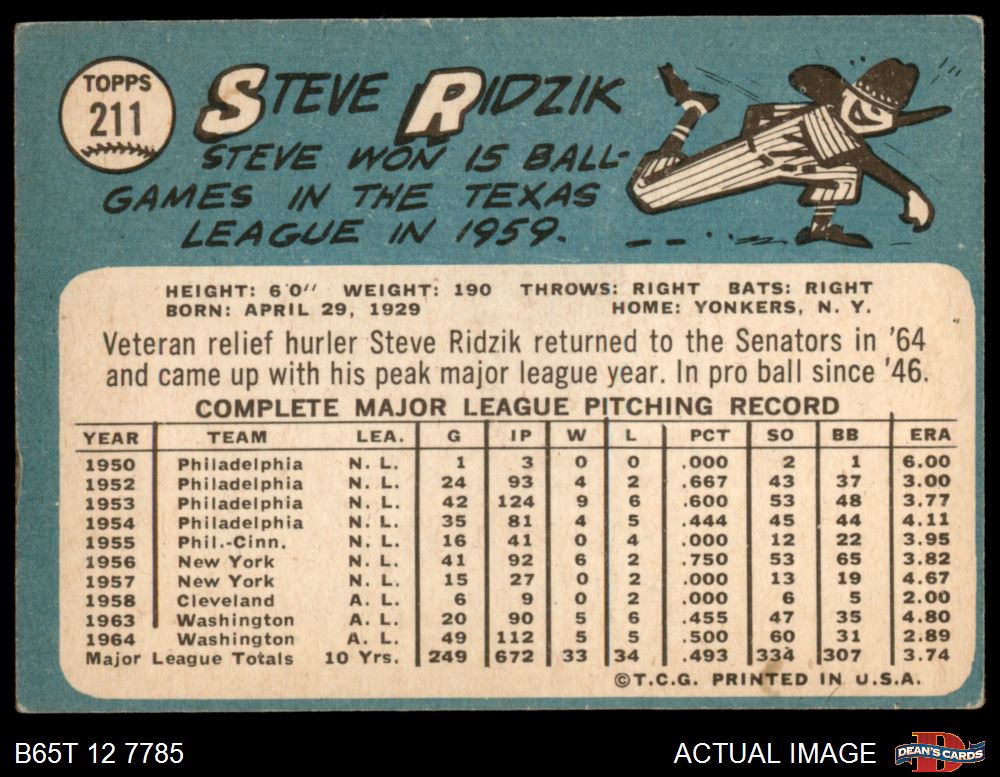 TOPPS
211
STEVE RIDZIK
STEVE WON 15 BALL-
GAMES IN THE TEXAS
LEAGUE IN 1959.
HEIGHT: 6'0" WEIGHT: 190 THROWS: RIGHT BATS: RIGHT
BORN: APRIL 29, 1929 HOME: YONKERS, N. Y.
Veteran relief hurler Steve Ridzik returned to the Senators in '64
and came up with his peak major league year. In pro ball since '46.
COMPLETE MAJOR LEAGUE PITCHING RECORD
YEAR TEAM LEA. G IP W L PCT SO BB ERA
1950 Philadelphia N. L. 1 3 0 0 .000 2 1 6.00
1952 Philadelphia N. L. 24 93 4 2 .667 43 37 3.00
1953 Philadelphia N. L. 42 124 9 6 .600 53 48 3.77
1954 Philadelphia N. L. 35 81 4 5 .444 45 44 4.11
1955 Phil.-Cinn. N. L. 16 41 0 4 .000 12 22 3.95
1956 New York N. L. 41 92 6 2 .750 53 65 3.82
1957 New York N. L. 15 27 0 2 .000 13 19 4.67
1958 Cleveland A. L. 6 9 0 2 .000 6 5 2.00
1963 Washington A. L. 20 90 5 6 .455 47 35 4.80
1964 Washington A. L. 49 112 5 5 .500 60 31 2.89
Major League Totals 10 Yrs. 249 672 33 34 .493 334 307 3.74
©T.C.G. PRINTED IN U.S.A.
B65T 12 7785
ACTUAL IMAGE
DEAN'S CARDS